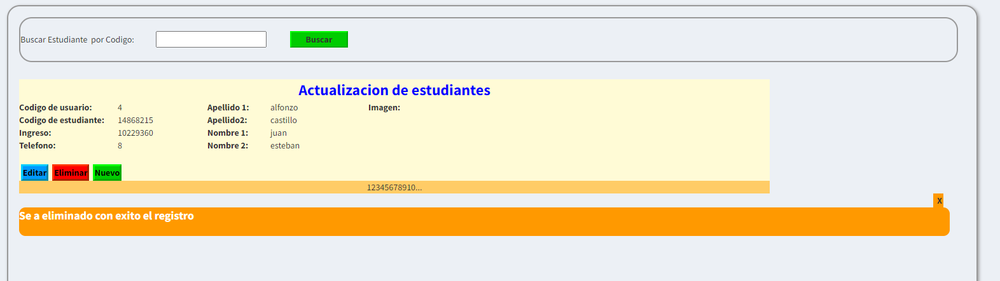 Buscar Estudiante por Codigo: Buscar
Actualizacion de estudiantes
Codigo de usuario: 4 Apellido 1: alfonzo Imagen:
Codigo de estudiante: 14868215 Apellido2: castillo
Ingreso: 10229360 Nombre 1: juan
Telefono: 8 Nombre 2: esteban
Editar Eliminar Nuevo
12345678910...
X
Se a eliminado con exito el registro